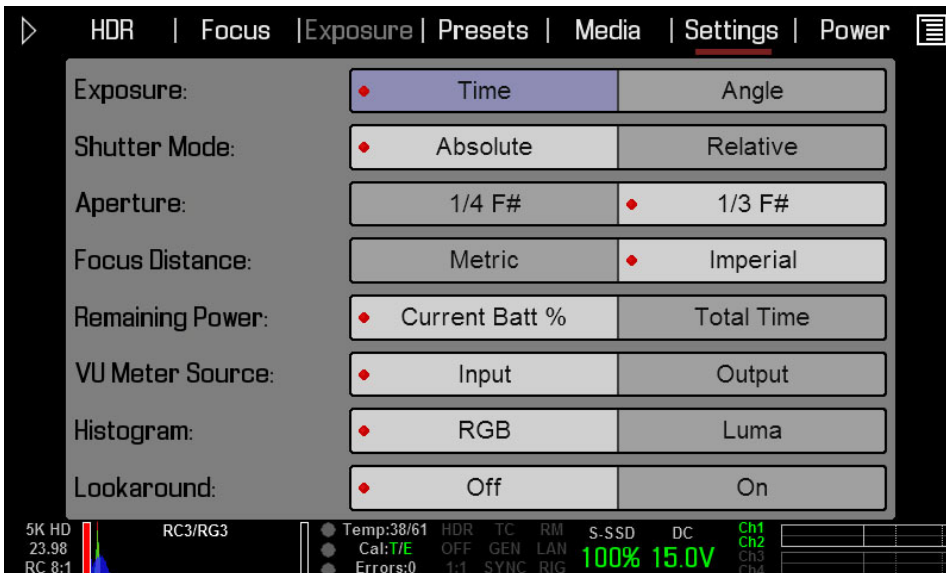 HDR | Focus | Exposure | Presets | Media | Settings | Power
Exposure: Time Angle
Shutter Mode: Absolute Relative
Aperture: 1/4 F# 1/3 F#
Focus Distance: Metric Imperial
Remaining Power: Current Batt % Total Time
VU Meter Source: Input Output
Histogram: RGB Luma
Lookaround: Off On
5K HD RC3/RG3 Temp:38/61 HDR TC RM S-SSD DC Ch1
23.98 Cal:T/E OFF GEN LAN 100% 15.0V Ch2
Ch3
RC 8:1 Errors:0 1:1 SYNC RIG Ch4